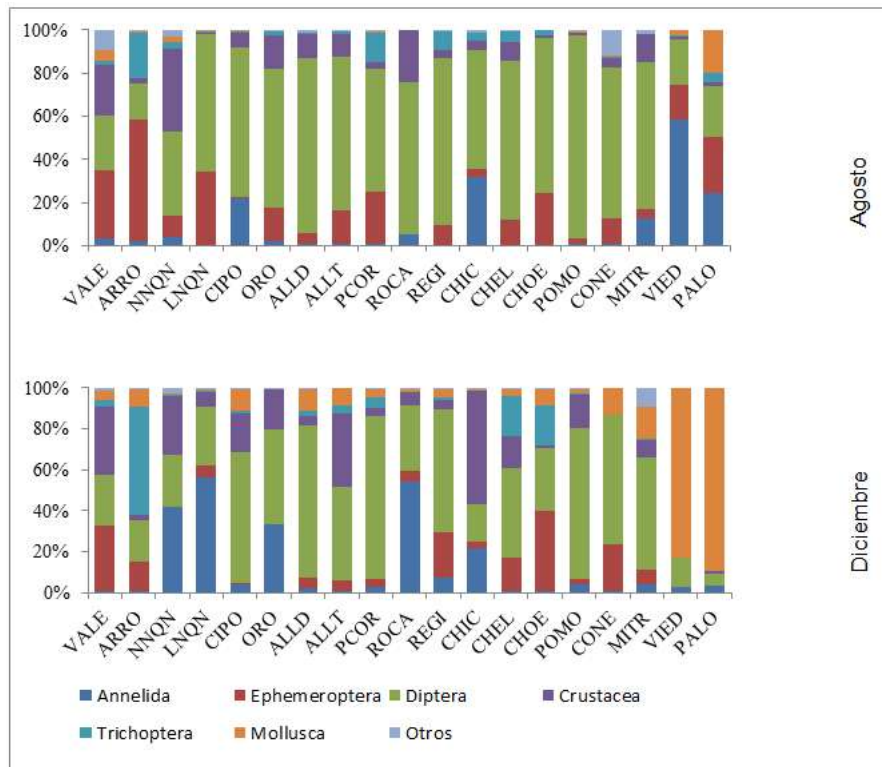 100%
80%
60%
40%
20%
0%
VALE ARRO NNQN LNQN CIPO ORO ALLD ALLT PCOR ROCA REGI CHIC CHEL CHOE POMO CONE MITR VIED PALO
Agosto
100%
80%
60%
40%
20%
0%
VALE ARRO NNQN LNQN CIPO ORO ALLD ALLT PCOR ROCA REGI CHIC CHEL CHOE POMO CONE MITR VIED PALO
Diciembre
Annelida Ephemeroptera Diptera Crustacea
Trichoptera Mollusca Otros